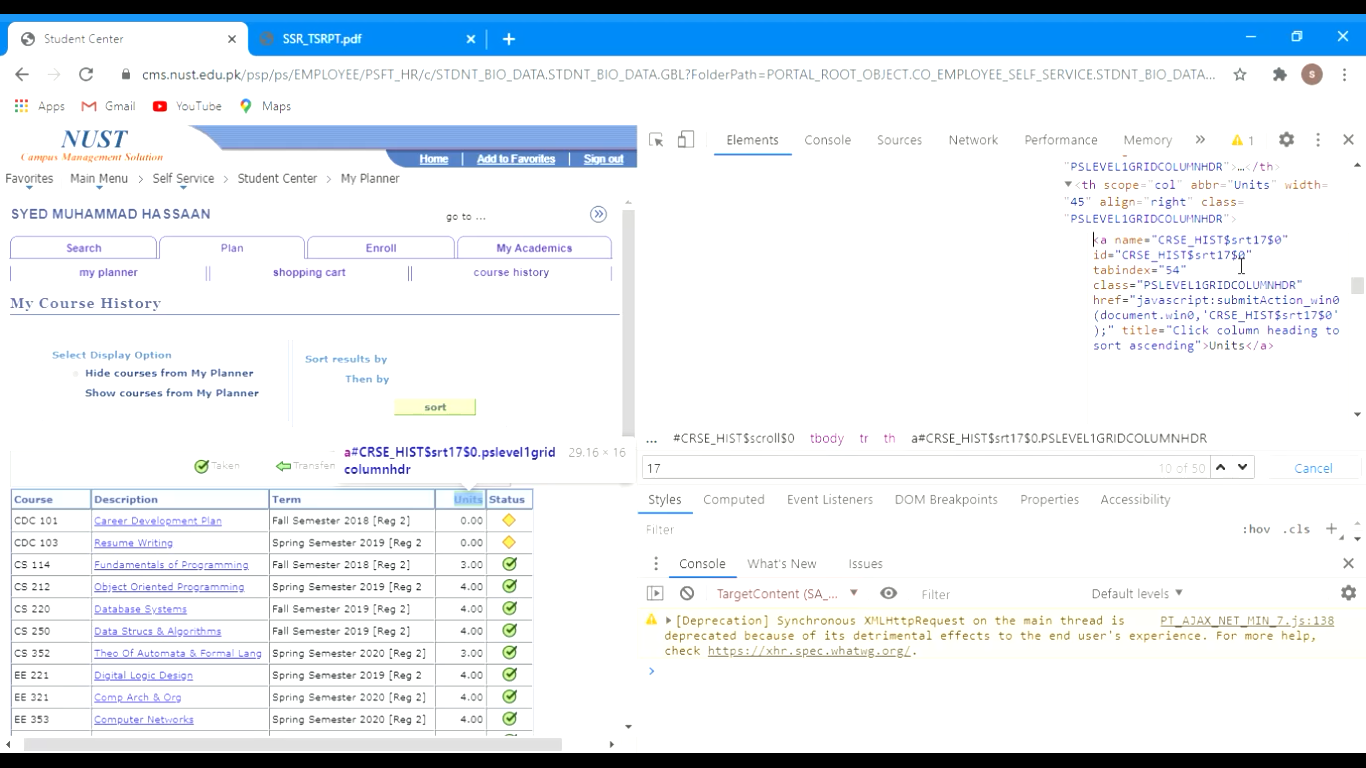 Student Center
SSR_TSRPT.pdf
cms.nust.edu.pk/psp/ps/EMPLOYEE/PSFT_HR/c/STDNT_BIO_DATA.STDNT_BIO_DATA.GBL?FolderPath=PORTAL_ROOT_OBJECT.CO_EMPLOYEE_SELF_SERVICE.STDNT_BIO_DATA...
S
Apps Gmail YouTube Maps
NUST
Campus Management Solution
Home | Add to Favorites | Sign out
Favorites Main Menu > Self Service > Student Center > My Planner
SYED MUHAMMAD HASSAAN
go to ...
Search Plan Enroll My Academics
my planner || shopping cart || course history
My Course History
Select Display Option
Hide courses from My Planner
Show courses from My Planner
Sort results by
Then by
sort
Taken
Transfer
a#CRSE_HIST$srt17$0.pslevel1grid
columnhdr
29.16 × 16
Course Description Term Units Status
CDC 101 Career Development Plan Fall Semester 2018 [Reg 2] 0.00
CDC 103 Resume Writing Spring Semester 2019 [Reg 2 0.00
CS 114 Fundamentals of Programming Fall Semester 2018 [Reg 2] 3.00
CS 212 Object Oriented Programming Spring Semester 2019 [Reg 2 4.00
CS 220 Database Systems Fall Semester 2019 [Reg 2] 4.00
CS 250 Data Strucs & Algorithms Fall Semester 2019 [Reg 2] 4.00
CS 352 Theo Of Automata & Formal Lang Spring Semester 2020 [Reg 2] 3.00
EE 221 Digital Logic Design Spring Semester 2019 [Reg 2 4.00
EE 321 Comp Arch & Org Spring Semester 2020 [Reg 2] 4.00
EE 353 Computer Networks Spring Semester 2020 [Reg 2] 4.00
Elements Console Sources Network Performance Memory » 1
"PSLEVEL1GRIDCOLUMNHDR">…</th>
<th scope="col" abbr="Units" width=
"45" align="right" class=
"PSLEVEL1GRIDCOLUMNHDR">
<a name="CRSE_HIST$srt17$0"
id="CRSE_HIST$srt17$0"
tabindex="54"
class="PSLEVEL1GRIDCOLUMNHDR"
href="javascript:submitAction_win0
(document.win0,'CRSE_HIST$srt17$0'
);" title="Click column heading to
sort ascending">Units</a>
... #CRSE_HIST$scroll$0 tbody tr th a#CRSE_HIST$srt17$0.PSLEVEL1GRIDCOLUMNHDR
17 10 of 50 Cancel
Styles Computed Event Listeners DOM Breakpoints Properties Accessibility
Filter :hov .cls +
Console What's New Issues
TargetContent (SA_... Filter Default levels
[Deprecation] Synchronous XMLHttpRequest on the main thread is PT_AJAX_NET_MIN_7.js:138
deprecated because of its detrimental effects to the end user's experience. For more help,
check https://xhr.spec.whatwg.org/.